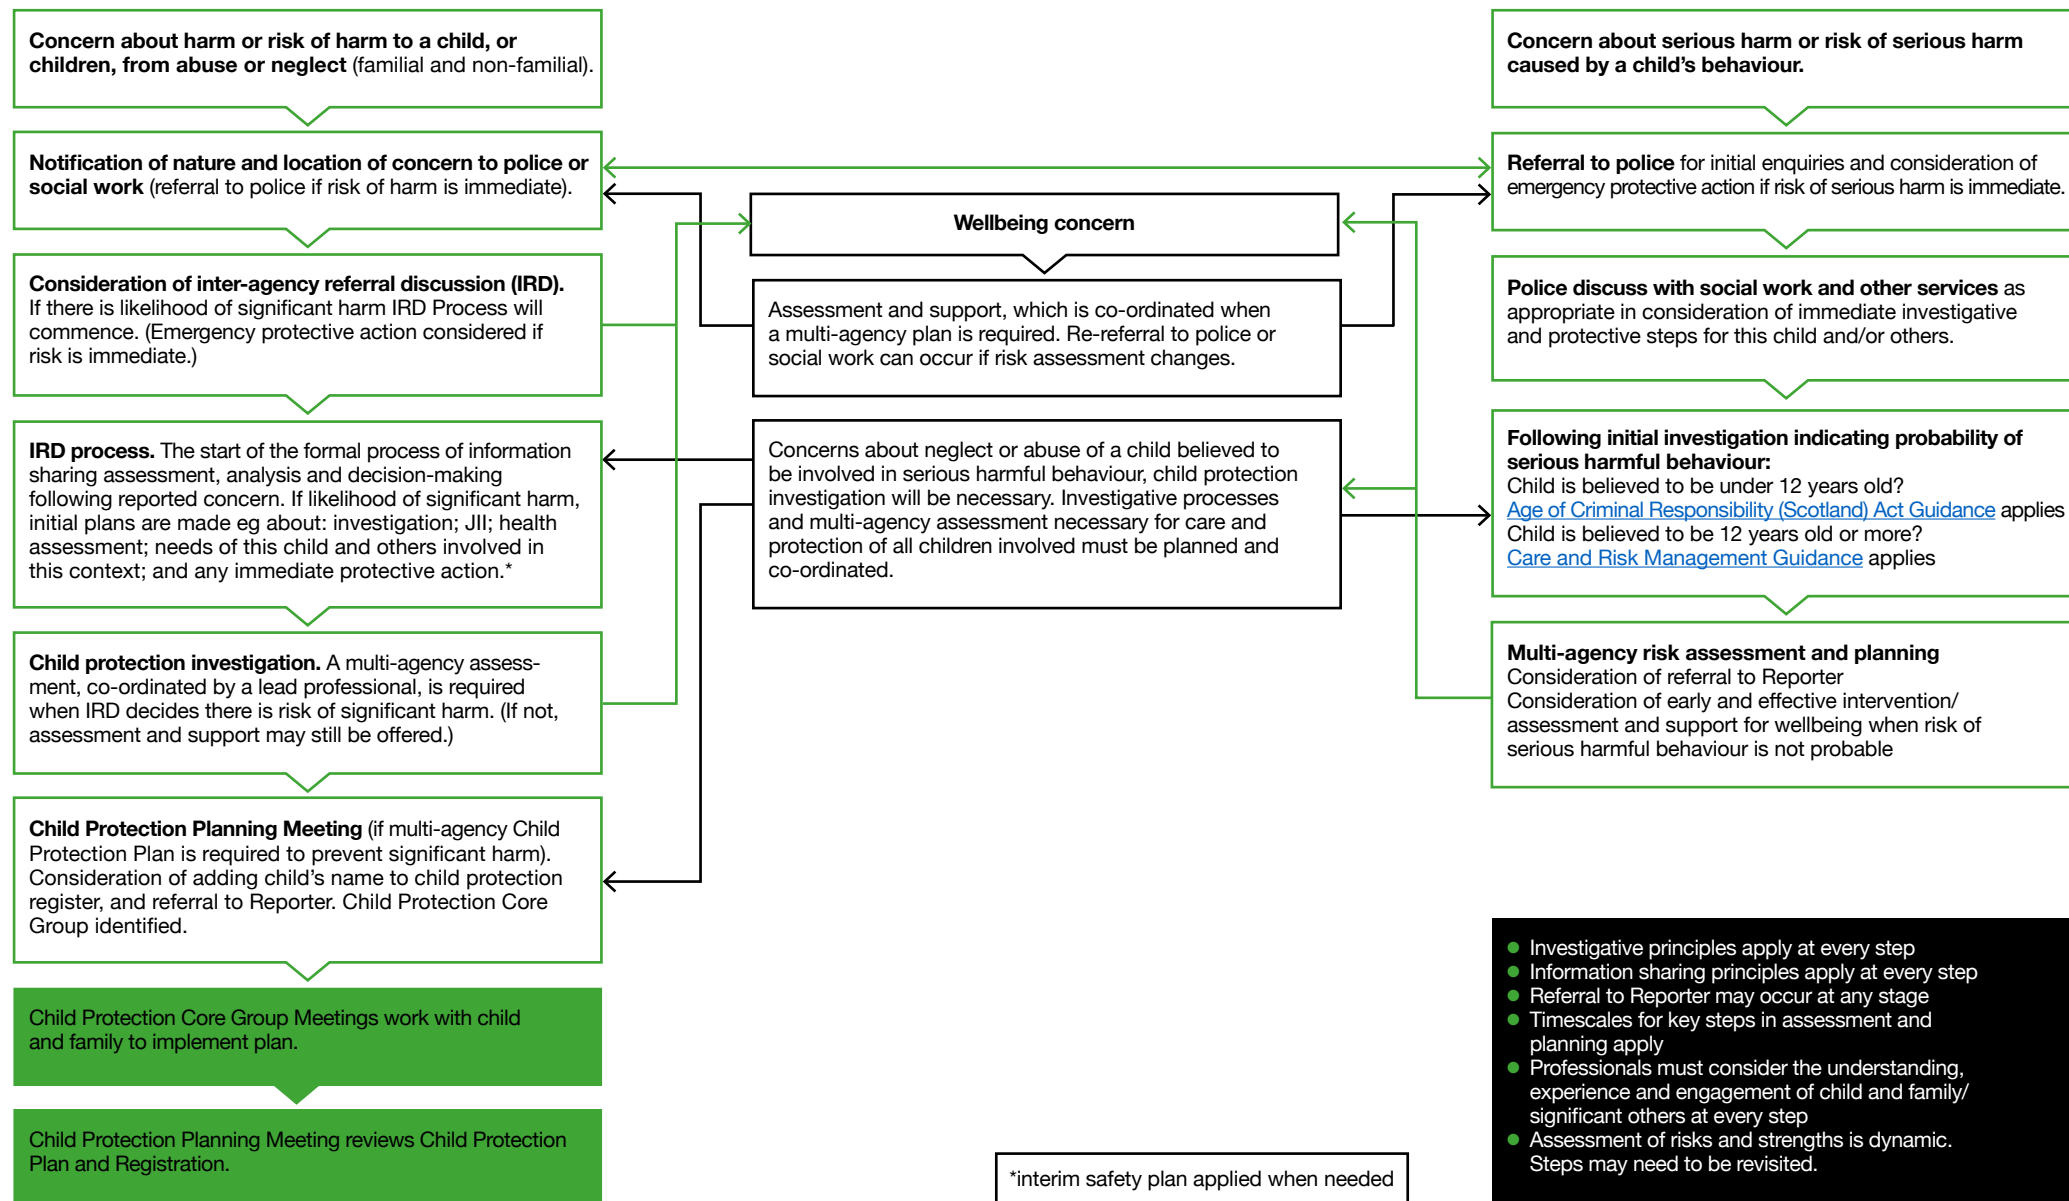 Concern about harm or risk of harm to a child, or
children, from abuse or neglect (familial and non-familial).
Notification of nature and location of concern to police or
social work (referral to police if risk of harm is immediate).
Consideration of inter-agency referral discussion (IRD).
If there is likelihood of significant harm IRD Process will
commence. (Emergency protective action considered if
risk is immediate.)
IRD process. The start of the formal process of information
sharing assessment, analysis and decision-making
following reported concern. If likelihood of significant harm,
initial plans are made eg about: investigation; JII; health
assessment; needs of this child and others involved in
this context; and any immediate protective action.*
Child protection investigation. A multi-agency assess-
ment, co-ordinated by a lead professional, is required
when IRD decides there is risk of significant harm. (If not,
assessment and support may still be offered.)
Child Protection Planning Meeting (if multi-agency Child
Protection Plan is required to prevent significant harm).
Consideration of adding child's name to child protection
register, and referral to Reporter. Child Protection Core
Group identified.
Child Protection Core Group Meetings work with child
and family to implement plan.
Child Protection Planning Meeting reviews Child Protection
Plan and Registration.
Wellbeing concern
Assessment and support, which is co-ordinated when
a multi-agency plan is required. Re-referral to police or
social work can occur if risk assessment changes.
Concerns about neglect or abuse of a child believed to
be involved in serious harmful behaviour, child protection
investigation will be necessary. Investigative processes
and multi-agency assessment necessary for care and
protection of all children involved must be planned and
co-ordinated.
*interim safety plan applied when needed
Concern about serious harm or risk of serious harm
caused by a child's behaviour.
Referral to police for initial enquiries and consideration of
emergency protective action if risk of serious harm is immediate.
Police discuss with social work and other services as
appropriate in consideration of immediate investigative
and protective steps for this child and/or others.
Following initial investigation indicating probability of
serious harmful behaviour:
Child is believed to be under 12 years old?
Age of Criminal Responsibility (Scotland) Act Guidance applies
Child is believed to be 12 years old or more?
Care and Risk Management Guidance applies
Multi-agency risk assessment and planning
Consideration of referral to Reporter
Consideration of early and effective intervention/
assessment and support for wellbeing when risk of
serious harmful behaviour is not probable
● Investigative principles apply at every step
● Information sharing principles apply at every step
● Referral to Reporter may occur at any stage
● Timescales for key steps in assessment and
planning apply
● Professionals must consider the understanding,
experience and engagement of child and family/
significant others at every step
● Assessment of risks and strengths is dynamic.
Steps may need to be revisited.